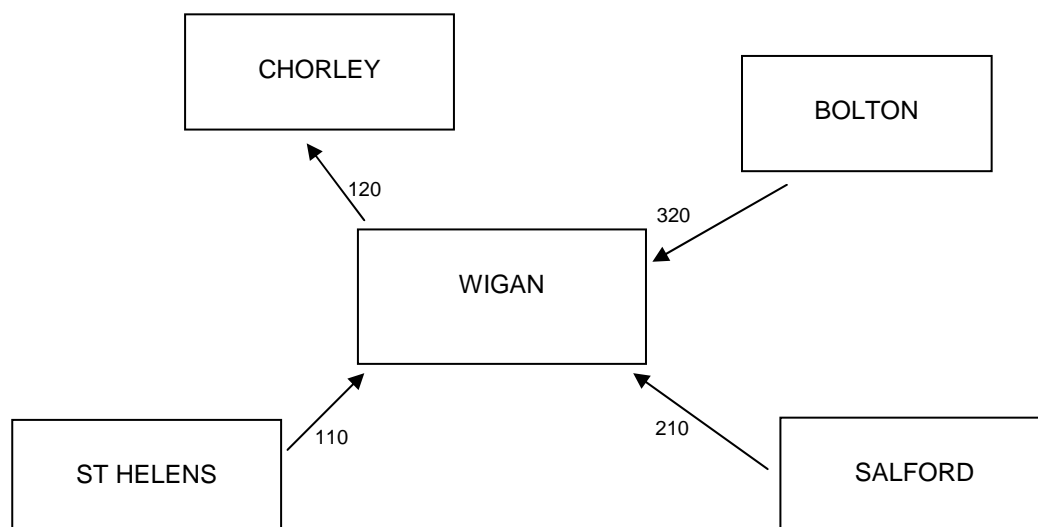 CHORLEY
BOLTON
120
320
WIGAN
110
210
ST HELENS
SALFORD